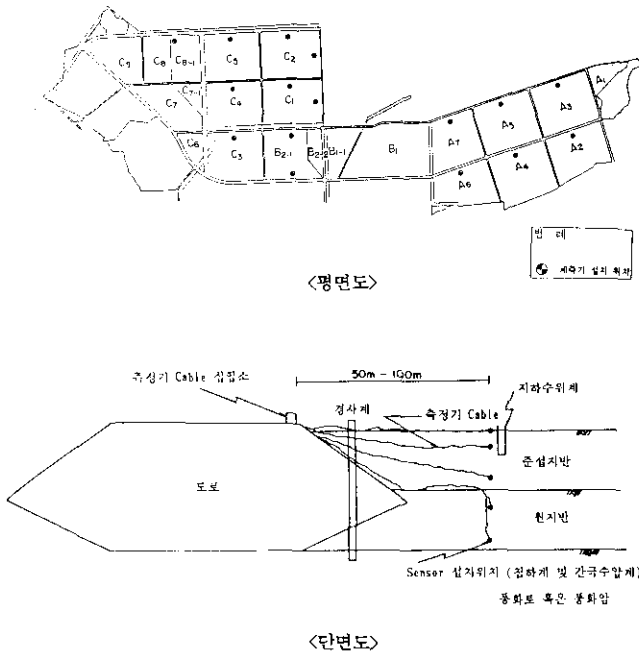 C9
C8
C8-1
C5
C2
C7
C7-1
C4
C1
C6
C3
B2-1
B2-2
B1-1
B1
A7
A5
A3
A1
A6
A4
A2
범 례
계측기 설치 위치
<평면도>
50m - 100m
측정기 Cable 집합소
경사계
측정기 Cable
지하수위계
준설지반
도로
원지반
Sensor 설치위치 (침하계 및 간극수압계)
풍화토 혹은 풍화암
<단면도>